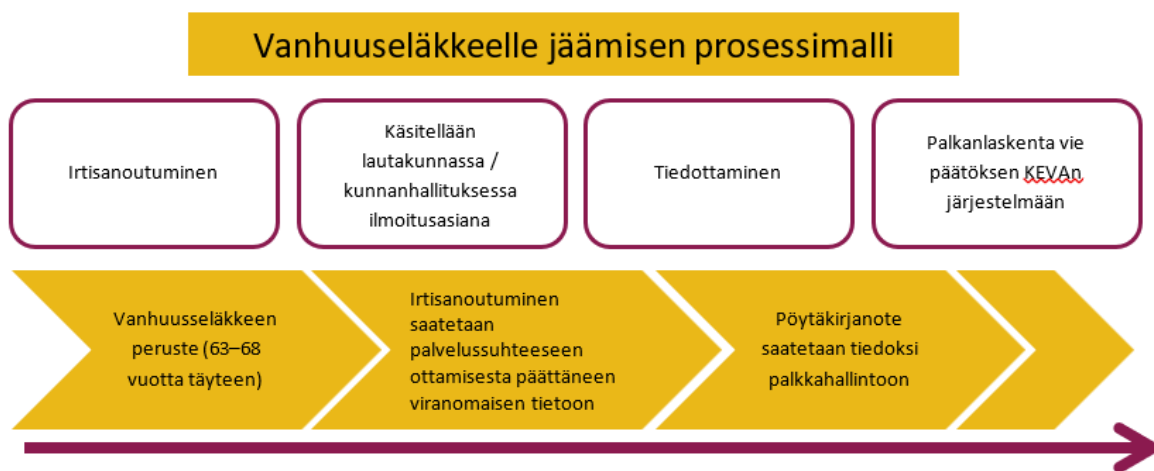 Vanhuuseläkkeelle jäämisen prosessimalli
Irtisanoutuminen
Käsitellään
lautakunnassa /
kunnanhallituksessa
ilmoitusasiana
Tiedottaminen
Palkanlaskenta vie
päätöksen KEVAn
järjestelmään
Vanhuusseläkkeen
peruste (63–68
vuotta täyteen)
Irtisanoutuminen
saatetaan
palvelussuhteeseen
ottamisesta päättäneen
viranomaisen tietoon
Pöytäkirjanote
saatetaan tiedoksi
palkkahallintoon